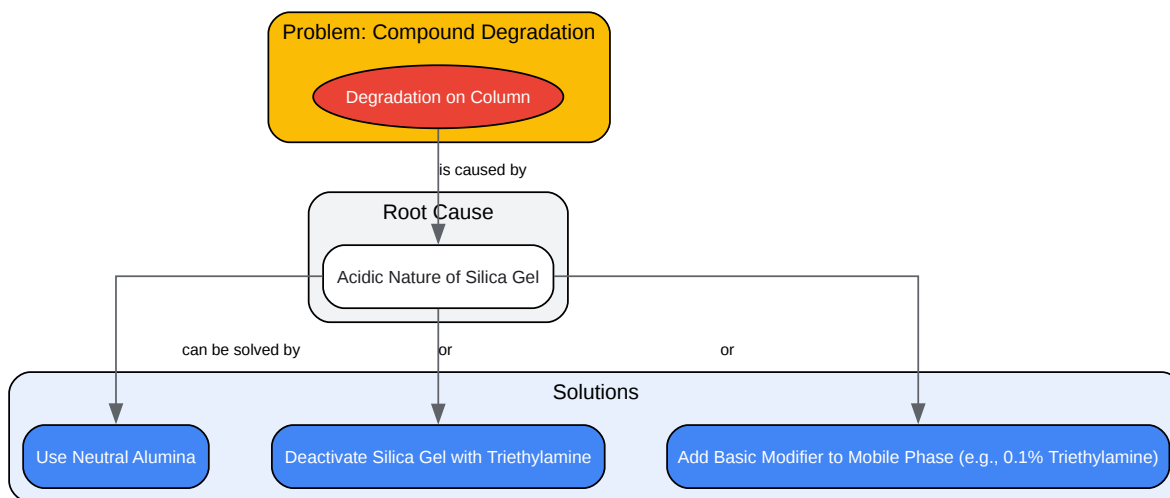 Problem: Compound Degradation
Degradation on Column
is caused by
Root Cause
Acidic Nature of Silica Gel
can be solved by
or
or
Solutions
Use Neutral Alumina
Deactivate Silica Gel with Triethylamine
Add Basic Modifier to Mobile Phase (e.g., 0.1% Triethylamine)